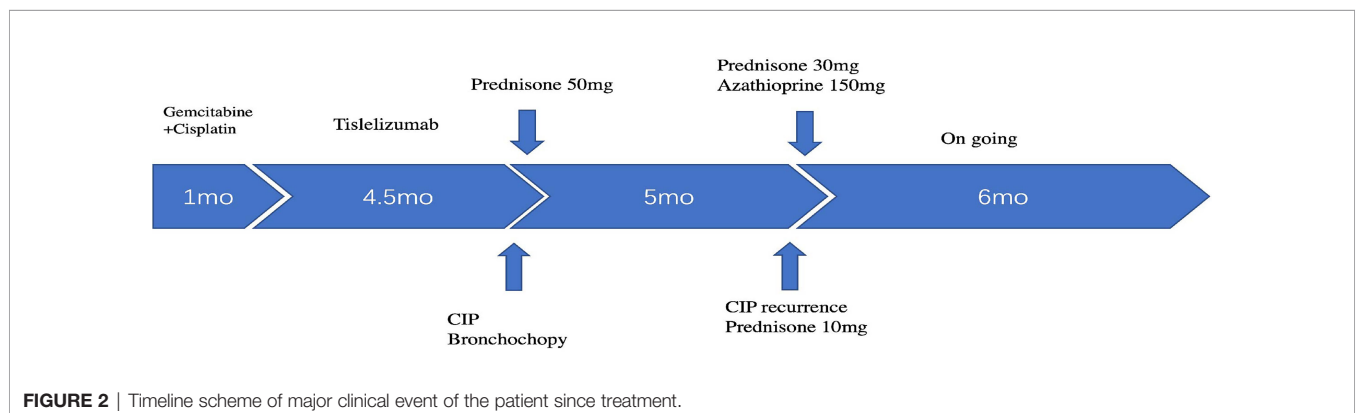 Prednisone 50mg
Prednisone 30mg
Azathioprine 150mg
Gemcitabine
+Cisplatin
Tislelizumab
On going
1mo
4.5mo
5mo
6mo
CIP
Bronchochopy
CIP recurrence
Prednisone 10mg
FIGURE 2 | Timeline scheme of major clinical event of the patient since treatment.